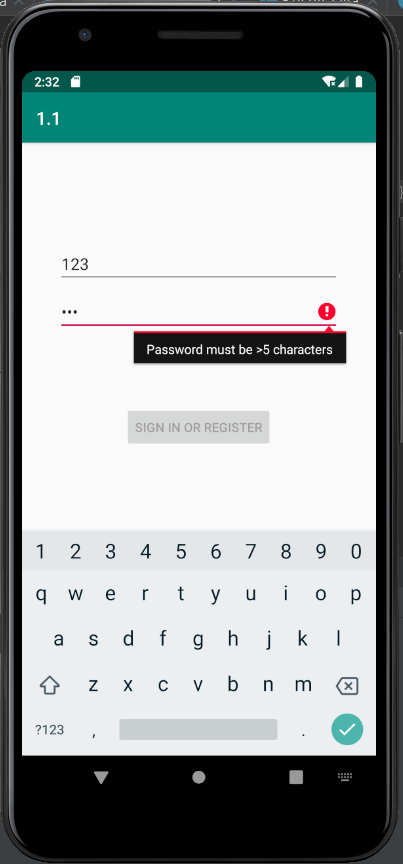 2:32
1.1
123
•••
Password must be >5 characters
SIGN IN OR REGISTER
1 2 3 4 5 6 7 8 9 0
q w e r t y u i o p
a s d f g h j k l
z x c v b n m
?123 , .